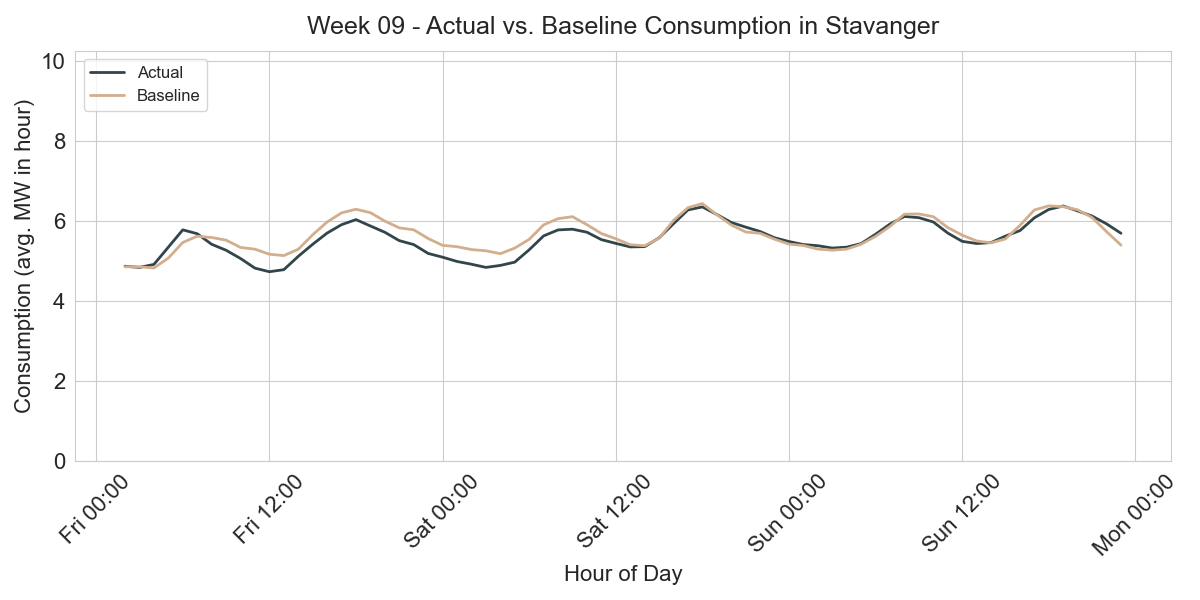 Week 09 - Actual vs. Baseline Consumption in Stavanger
Actual
Baseline
Consumption (avg. MW in hour)
10
8
6
4
2
0
Fri 00:00
Fri 12:00
Sat 00:00
Sat 12:00
Sun 00:00
Sun 12:00
Mon 00:00
Hour of Day